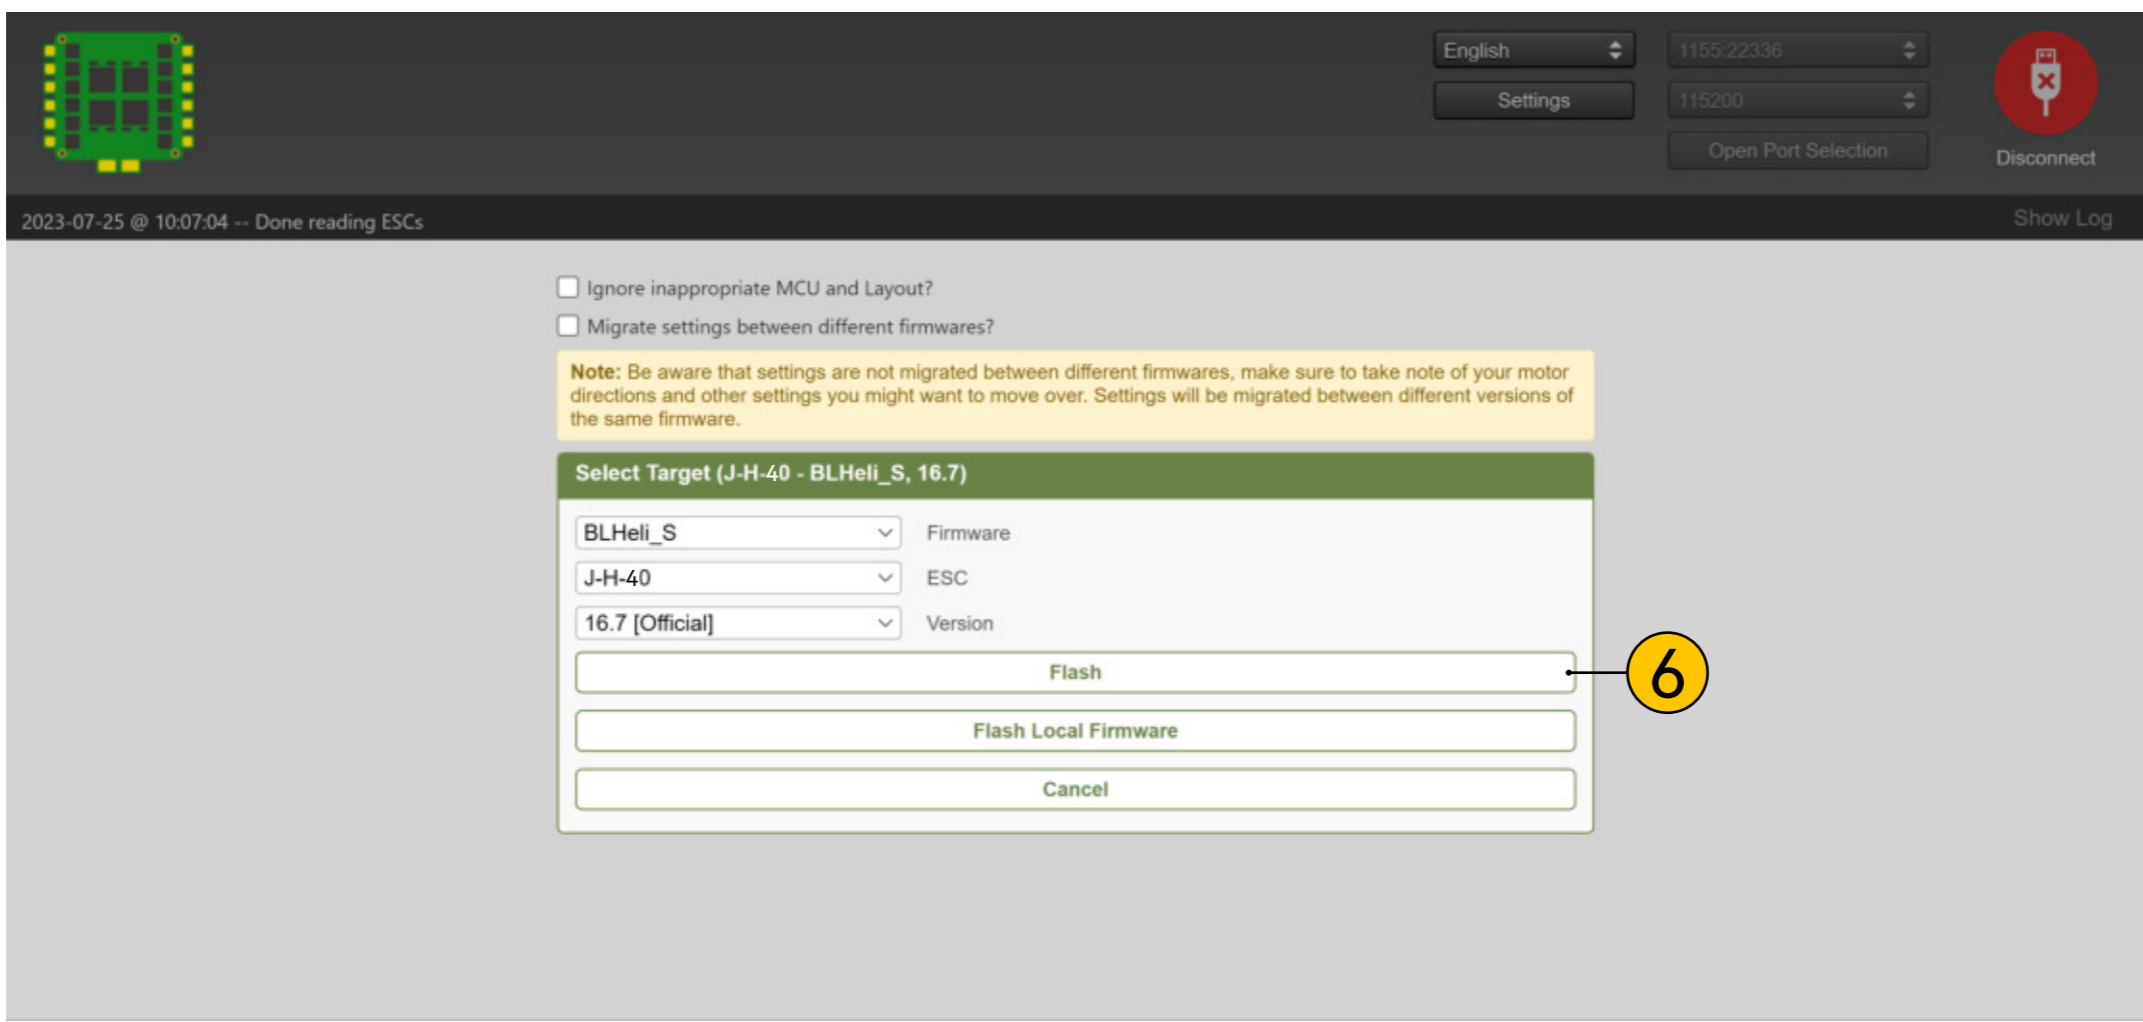 English
1155:22336
Settings
115200
Open Port Selection
Disconnect
2023-07-25 @ 10:07:04 -- Done reading ESCs
Show Log
Ignore inappropriate MCU and Layout?
Migrate settings between different firmwares?
Note: Be aware that settings are not migrated between different firmwares, make sure to take note of your motor
directions and other settings you might want to move over. Settings will be migrated between different versions of
the same firmware.
Select Target (J-H-40 - BLHeli_S, 16.7)
BLHeli_S Firmware
J-H-40 ESC
16.7 [Official] Version
Flash
6
Flash Local Firmware
Cancel